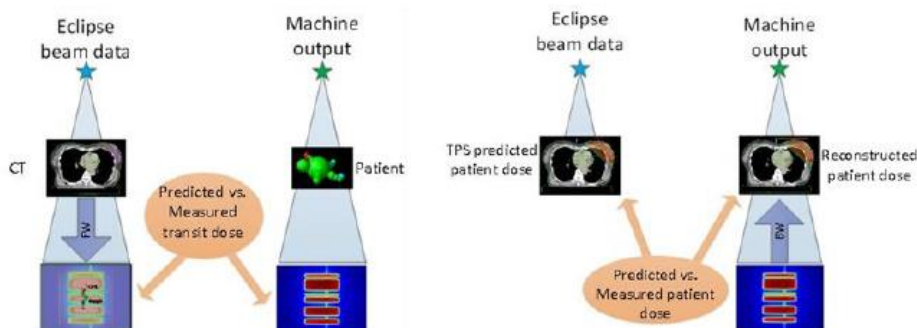 Eclipse
beam data
Machine
output
CT
Patient
Predicted vs.
Measured
transit dose
FW
Eclipse
beam data
Machine
output
TPS predicted
patient dose
Reconstructed
patient dose
BW
Predicted vs.
Measured patient
dose